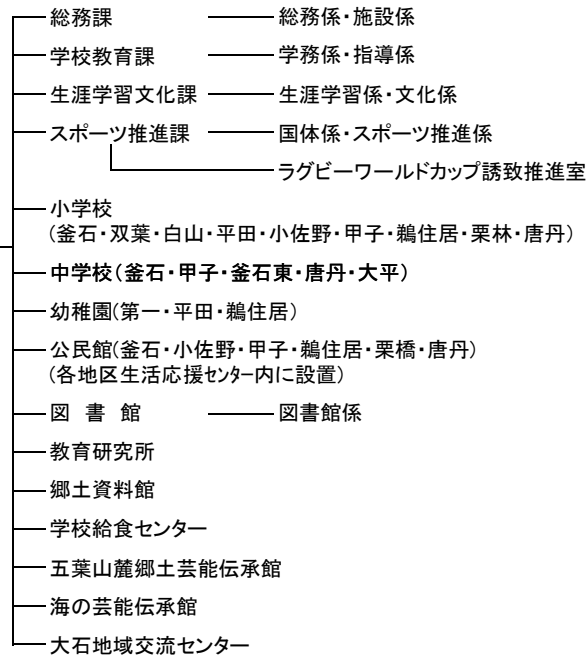 総務課 総務係・施設係
学校教育課 学務係・指導係
生涯学習文化課 生涯学習係・文化係
スポーツ推進課 国体係・スポーツ推進係
ラグビーワールドカップ誘致推進室
小学校
(釜石・双葉・白山・平田・小佐野・甲子・鵜住居・栗林・唐丹)
中学校(釜石・甲子・釜石東・唐丹・大平)
幼稚園(第一・平田・鵜住居)
公民館(釜石・小佐野・甲子・鵜住居・栗橋・唐丹)
(各地区生活応援センター内に設置)
図 書 館 図書館係
教育研究所
郷土資料館
学校給食センター
五葉山麓郷土芸能伝承館
海の芸能伝承館
大石地域交流センター